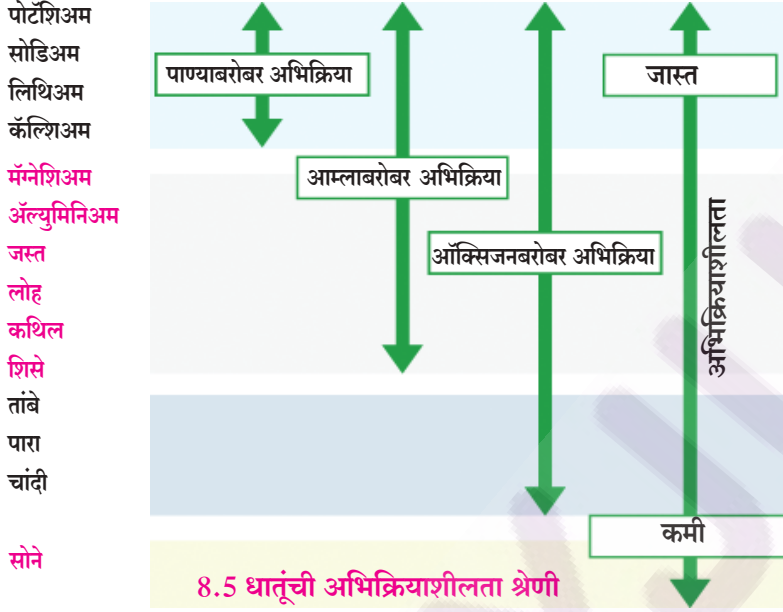 पोटॅशिअम
सोडिअम
लिथिअम
कॅल्शिअम
मॅग्नेशिअम
ॲल्युमिनिअम
जस्त
लोह
कथिल
शिसे
तांबे
पारा
चांदी
सोने
पाण्याबरोबर अभिक्रिया
आम्लाबरोबर अभिक्रिया
ऑक्सिजनबरोबर अभिक्रिया
जास्त
अभिक्रियाशीलता
कमी
8.5 धातूंची अभिक्रियाशीलता श्रेणी